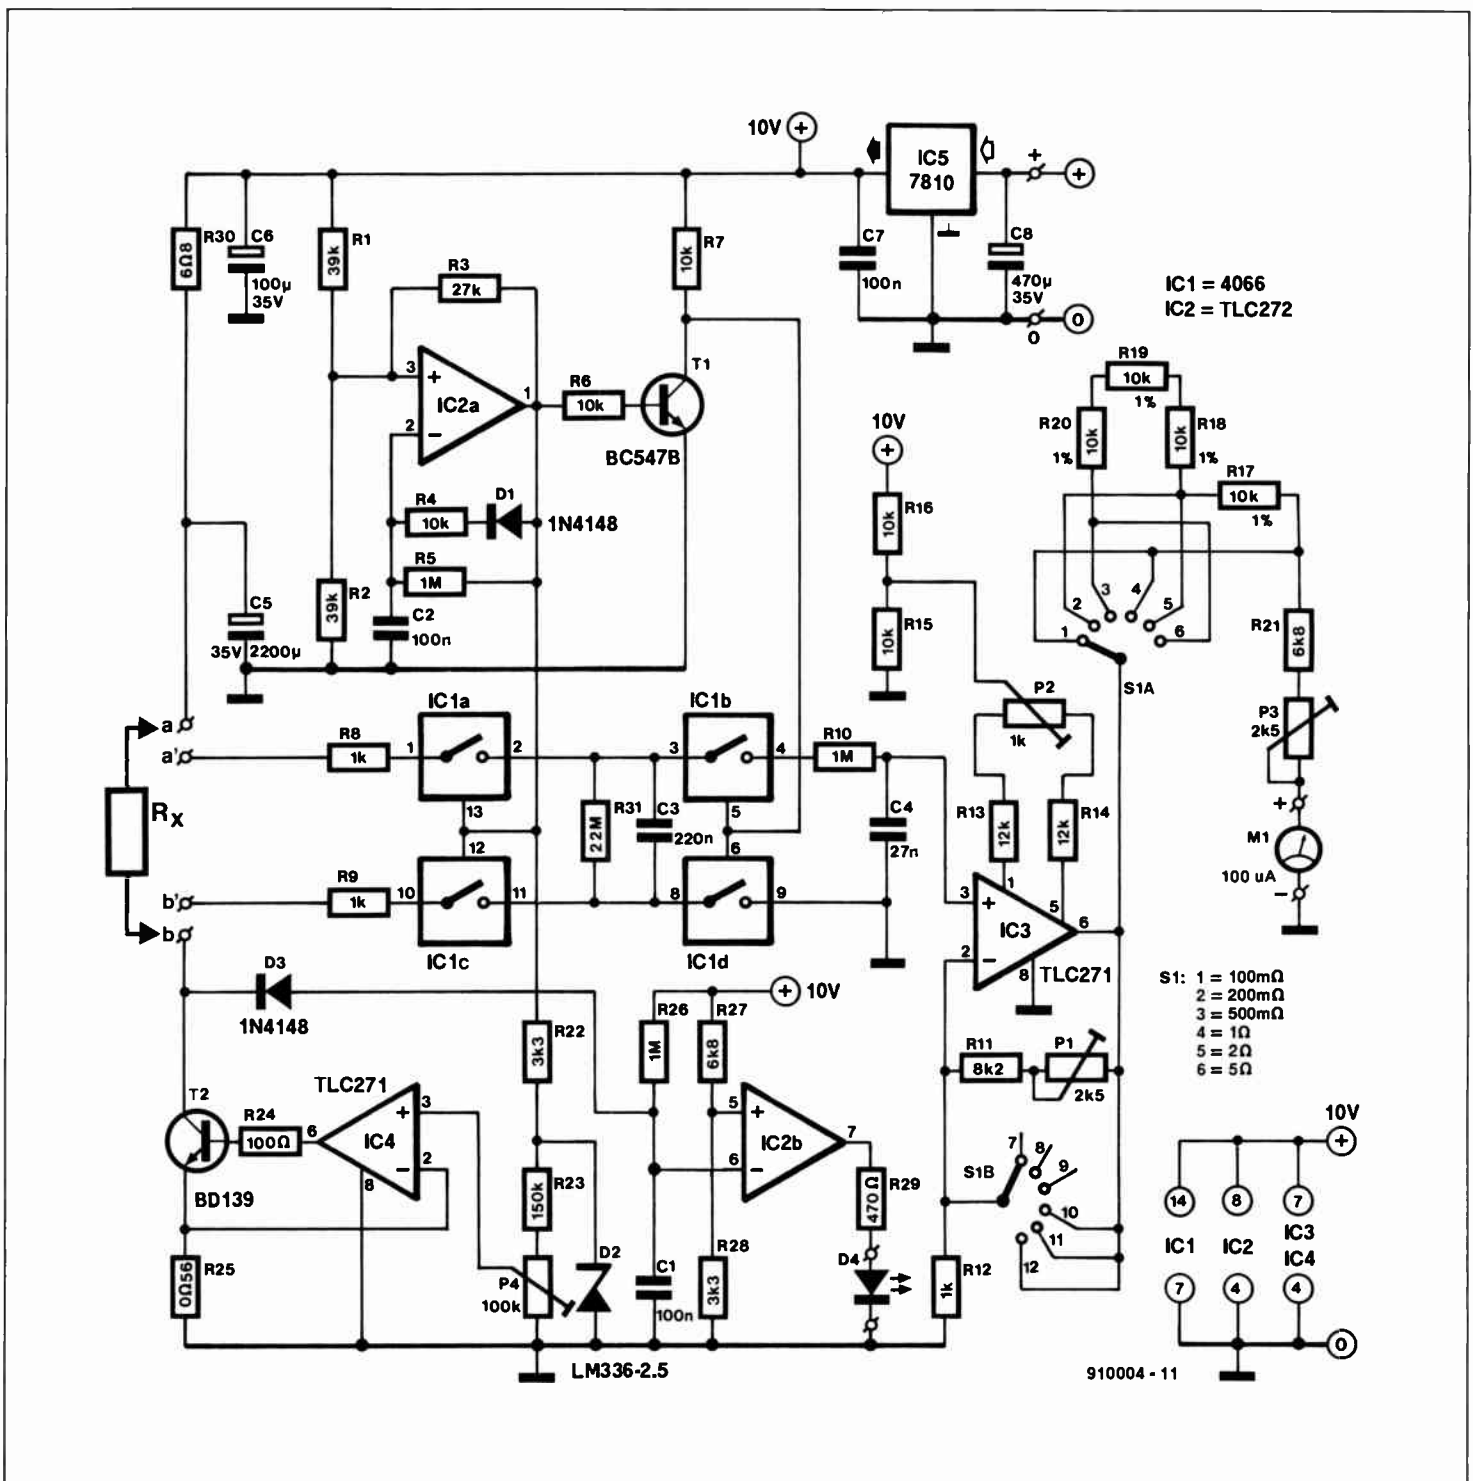 10V
+
IC5
7810
+
+
R30
6Ω8
C6
100µ
35V
R1
39k
R3
27k
R7
10k
C7
100n
C8
470µ
35V
0
0
IC1 = 4066
IC2 = TLC272
3
+
IC2a
1
2
−
R6
10k
T1
BC547B
R4
10k
D1
1N4148
R5
1M
R2
39k
C2
100n
C5
35V 2200µ
10V
+
R16
10k
R15
10k
R19
10k
1%
R20
10k
1%
R18
10k
1%
R17
10k
1%
1
2
3
4
5
6
S1A
R21
6k8
P3
2k5
+
M1
100 uA
−
a
a'
Rx
b'
b
R8
1k
IC1a
1
2
13
IC1b
3
4
5
R10
1M
P2
1k
R31
22M
C3
220n
C4
27n
R13
12k
R14
12k
R9
1k
12
10
11
IC1c
6
8
9
IC1d
3
+
1
5
IC3
6
2
−
8
TLC271
D3
1N4148
R26
1M
R27
6k8
+
10V
R22
3k3
S1: 1 = 100mΩ
2 = 200mΩ
3 = 500mΩ
4 = 1Ω
5 = 2Ω
6 = 5Ω
R11
8k2
P1
2k5
T2
BD139
R24
100Ω
TLC271
6
IC4
+
3
−
2
8
R23
150k
5
+
IC2b
7
6
−
R29
470Ω
S1B
7
8
9
10
11
12
R25
0Ω56
P4
100k
D2
C1
100n
R28
3k3
D4
R12
1k
LM336-2.5
10V
+
14
8
7
IC1
IC2
IC3
IC4
7
4
4
0
910004 - 11